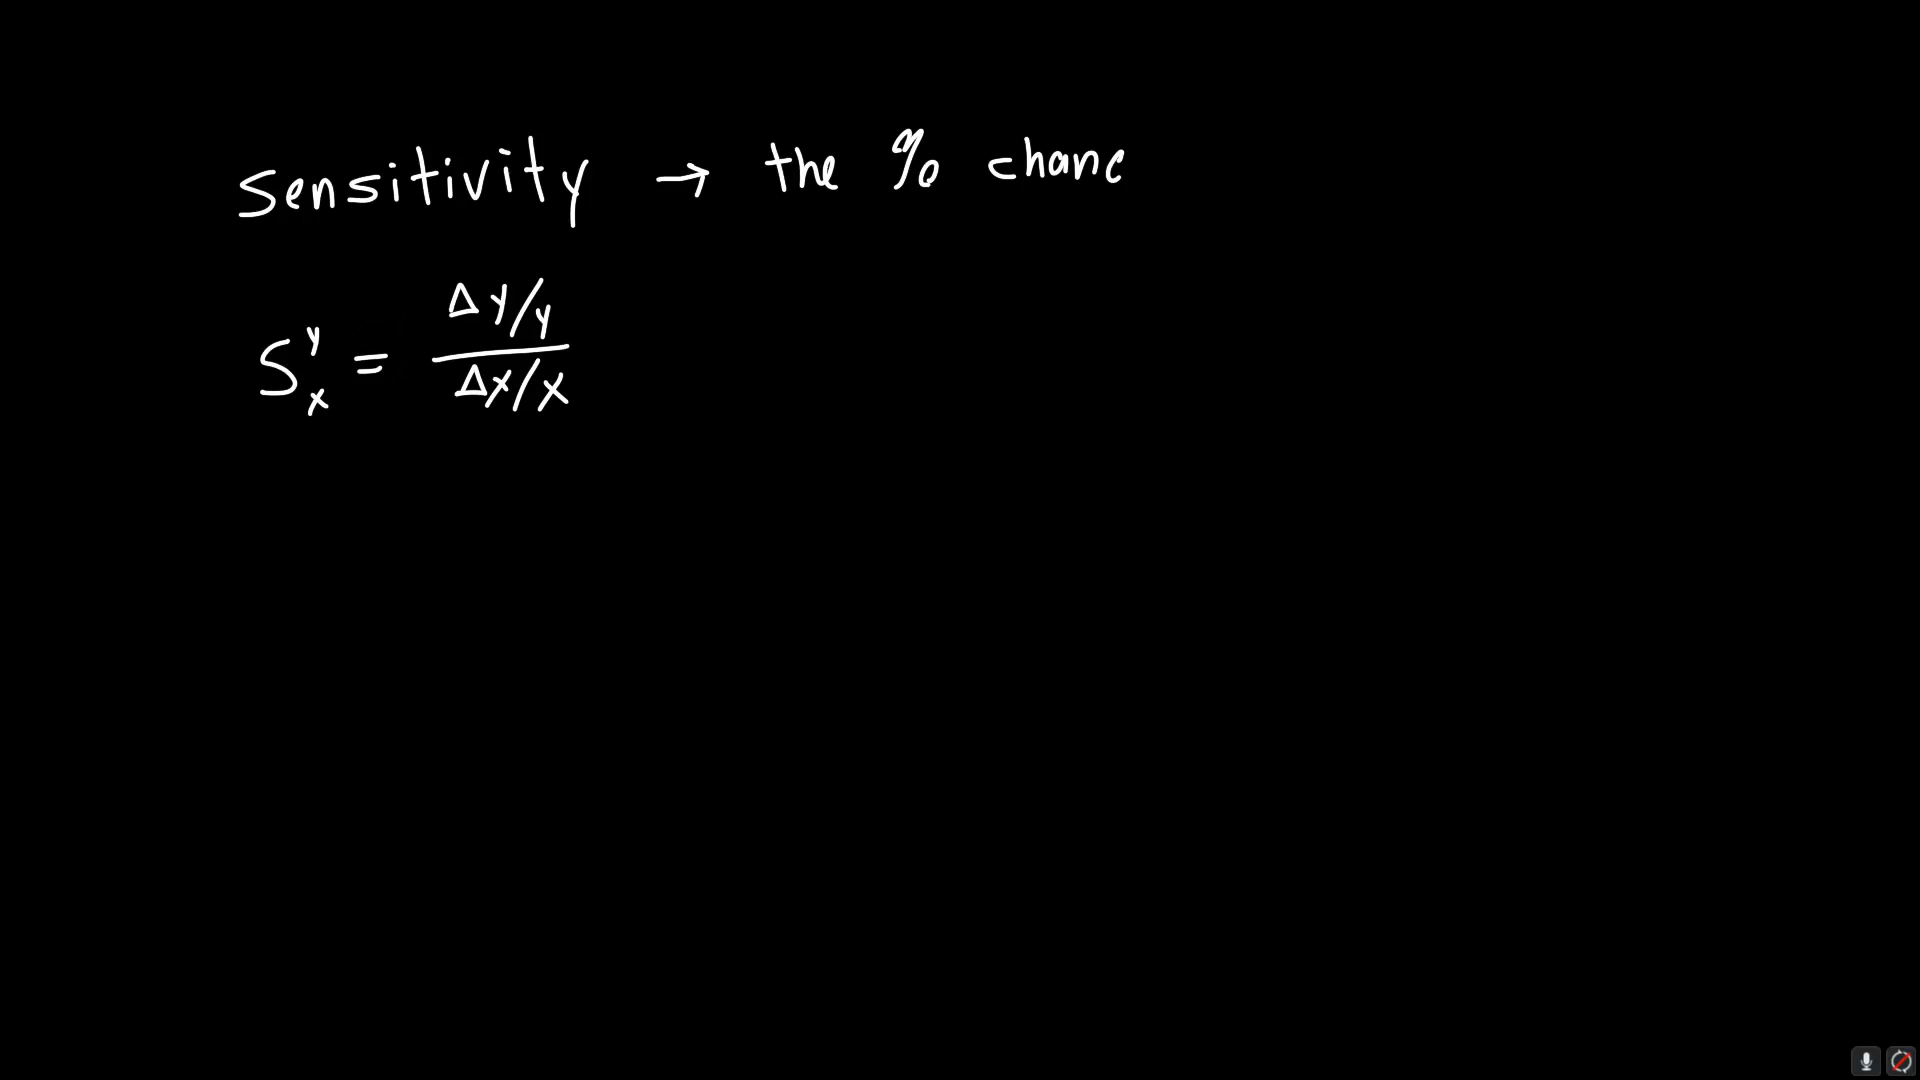 Sensitivity → the % chanc
S^y_x = (Δy/y)/(Δx/x)